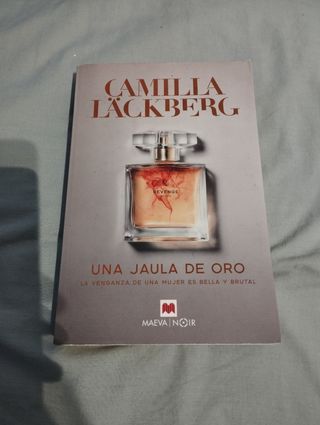 CAMILLA
LÄCKBERG
REVENGE
UNA JAULA DE ORO
LA VENGANZA DE UNA MUJER ES BELLA Y BRUTAL
MAEVA | NOIR